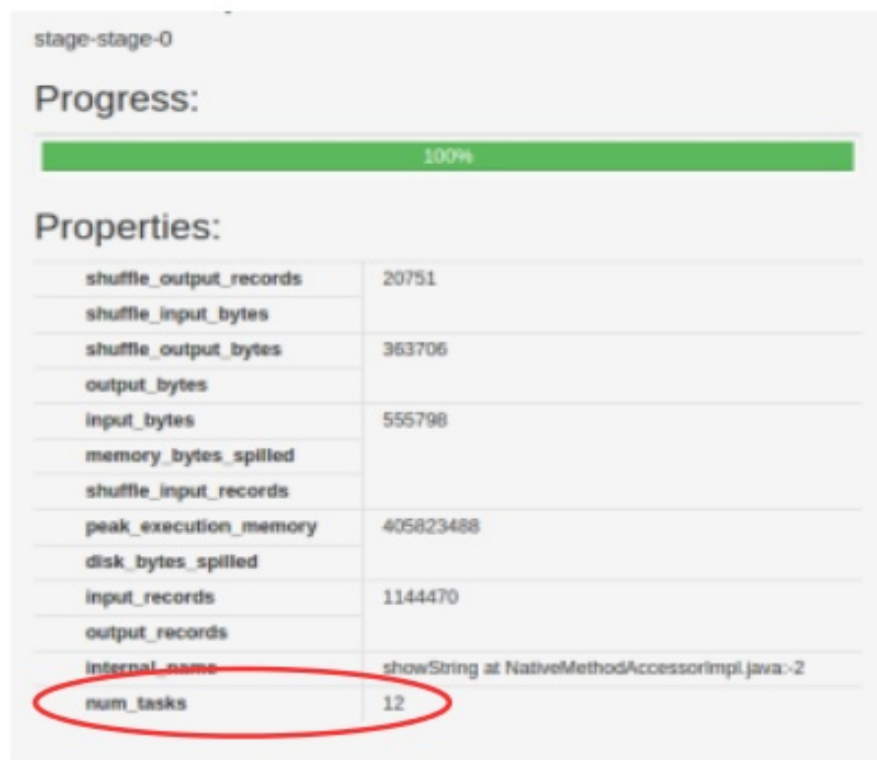 stage-stage-0
Progress:
100%
Properties:
shuffle_output_records 20751
shuffle_input_bytes
shuffle_output_bytes 363706
output_bytes
input_bytes 555798
memory_bytes_spilled
shuffle_input_records
peak_execution_memory 405823488
disk_bytes_spilled
input_records 1144470
output_records
internal_name showString at NativeMethodAccessorImpl.java:-2
num_tasks 12